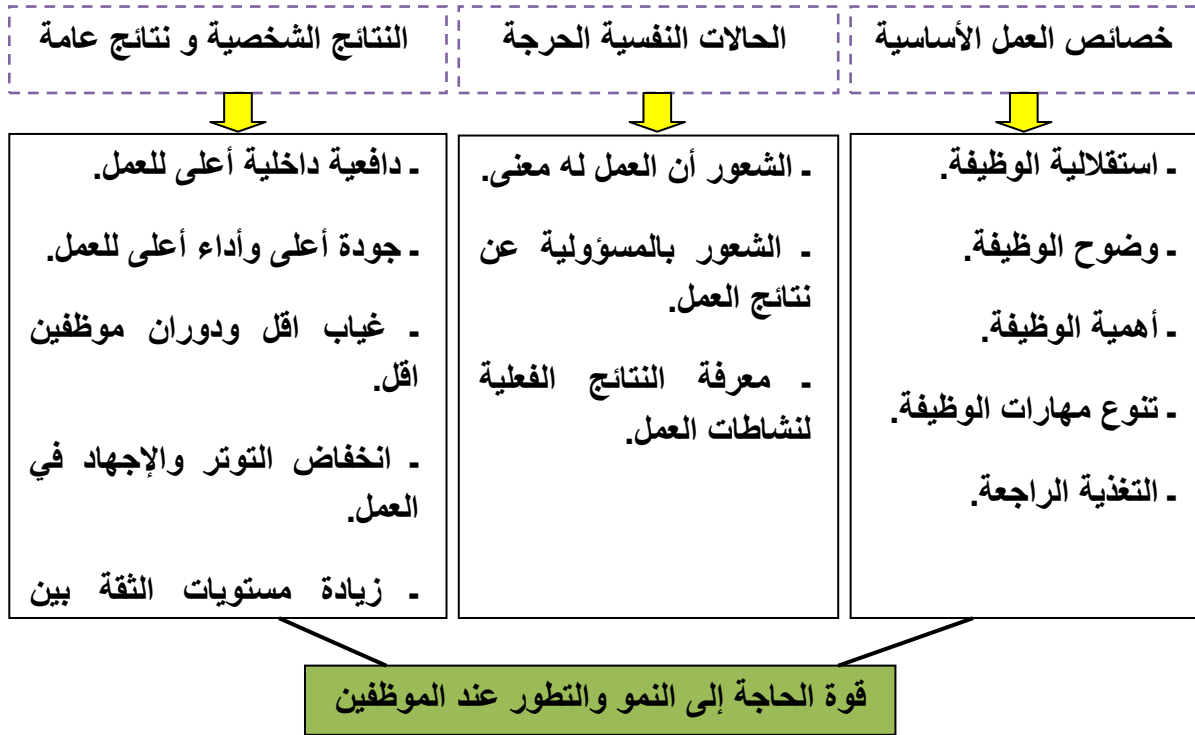 خصائص العمل الأساسية
الحالات النفسية الحرجة
النتائج الشخصية و نتائج عامة
ـ استقلالية الوظيفة.
ـ وضوح الوظيفة.
ـ أهمية الوظيفة.
ـ تنوع مهارات الوظيفة.
ـ التغذية الراجعة.
ـ الشعور أن العمل له معنى.
ـ الشعور بالمسؤولية عن
نتائج العمل.
ـ معرفة النتائج الفعلية
لنشاطات العمل.
ـ دافعية داخلية أعلى للعمل.
ـ جودة أعلى وأداء أعلى للعمل.
ـ غياب اقل ودوران موظفين
اقل.
ـ انخفاض التوتر والإجهاد في
العمل.
ـ زيادة مستويات الثقة بين
قوة الحاجة إلى النمو والتطور عند الموظفين